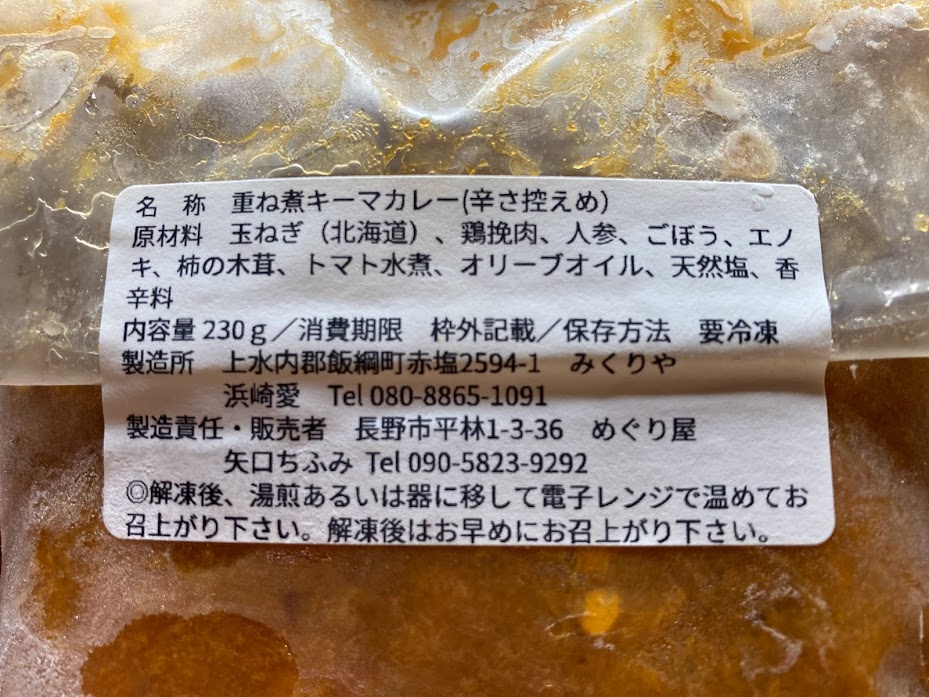 名　称　重ね煮キーマカレー(辛さ控えめ)
原材料　玉ねぎ（北海道）、鶏挽肉、人参、ごぼう、エノ
キ、柿の木茸、トマト水煮、オリーブオイル、天然塩、香
辛料
内容量 230ｇ／消費期限　枠外記載／保存方法　要冷凍
製造所　上水内郡飯綱町赤塩2594-1　みくりや
浜崎愛　Tel 080-8865-1091
製造責任・販売者　長野市平林1-3-36　めぐり屋
矢口ちふみ Tel 090-5823-9292
◎解凍後、湯煎あるいは器に移して電子レンジで温めてお
召上がり下さい。解凍後はお早めにお召上がり下さい。